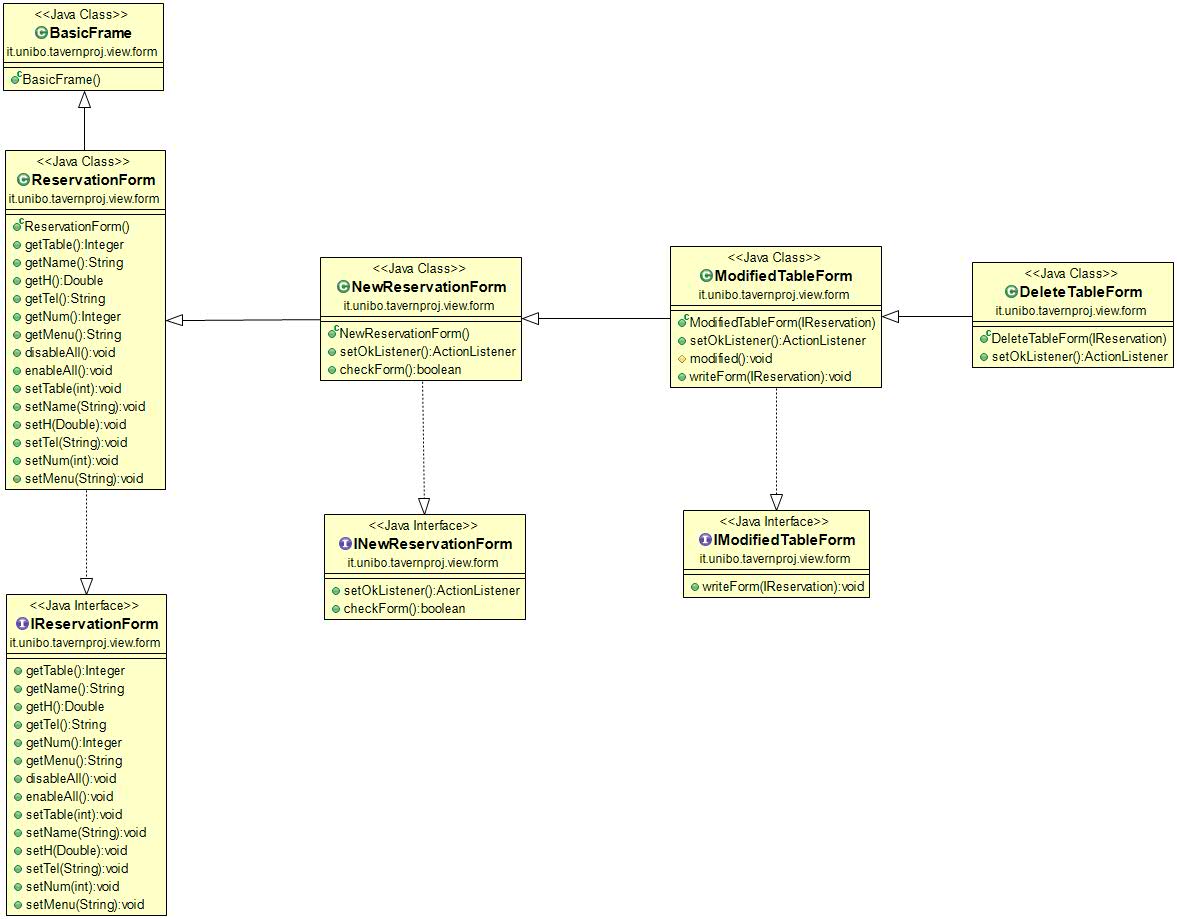 <<Java Class>>
BasicFrame
it.unibo.tavernproj.view.form
BasicFrame()
<<Java Class>>
ReservationForm
it.unibo.tavernproj.view.form
ReservationForm()
getTable():Integer
getName():String
getH():Double
getTel():String
getNum():Integer
getMenu():String
disableAll():void
enableAll():void
setTable(int):void
setName(String):void
setH(Double):void
setTel(String):void
setNum(int):void
setMenu(String):void
<<Java Class>>
NewReservationForm
it.unibo.tavernproj.view.form
NewReservationForm()
setOkListener():ActionListener
checkForm():boolean
<<Java Class>>
ModifiedTableForm
it.unibo.tavernproj.view.form
ModifiedTableForm(IReservation)
setOkListener():ActionListener
modified():void
writeForm(IReservation):void
<<Java Class>>
DeleteTableForm
it.unibo.tavernproj.view.form
DeleteTableForm(IReservation)
setOkListener():ActionListener
<<Java Interface>>
INewReservationForm
it.unibo.tavernproj.view.form
setOkListener():ActionListener
checkForm():boolean
<<Java Interface>>
IModifiedTableForm
it.unibo.tavernproj.view.form
writeForm(IReservation):void
<<Java Interface>>
IReservationForm
it.unibo.tavernproj.view.form
getTable():Integer
getName():String
getH():Double
getTel():String
getNum():Integer
getMenu():String
disableAll():void
enableAll():void
setTable(int):void
setName(String):void
setH(Double):void
setTel(String):void
setNum(int):void
setMenu(String):void